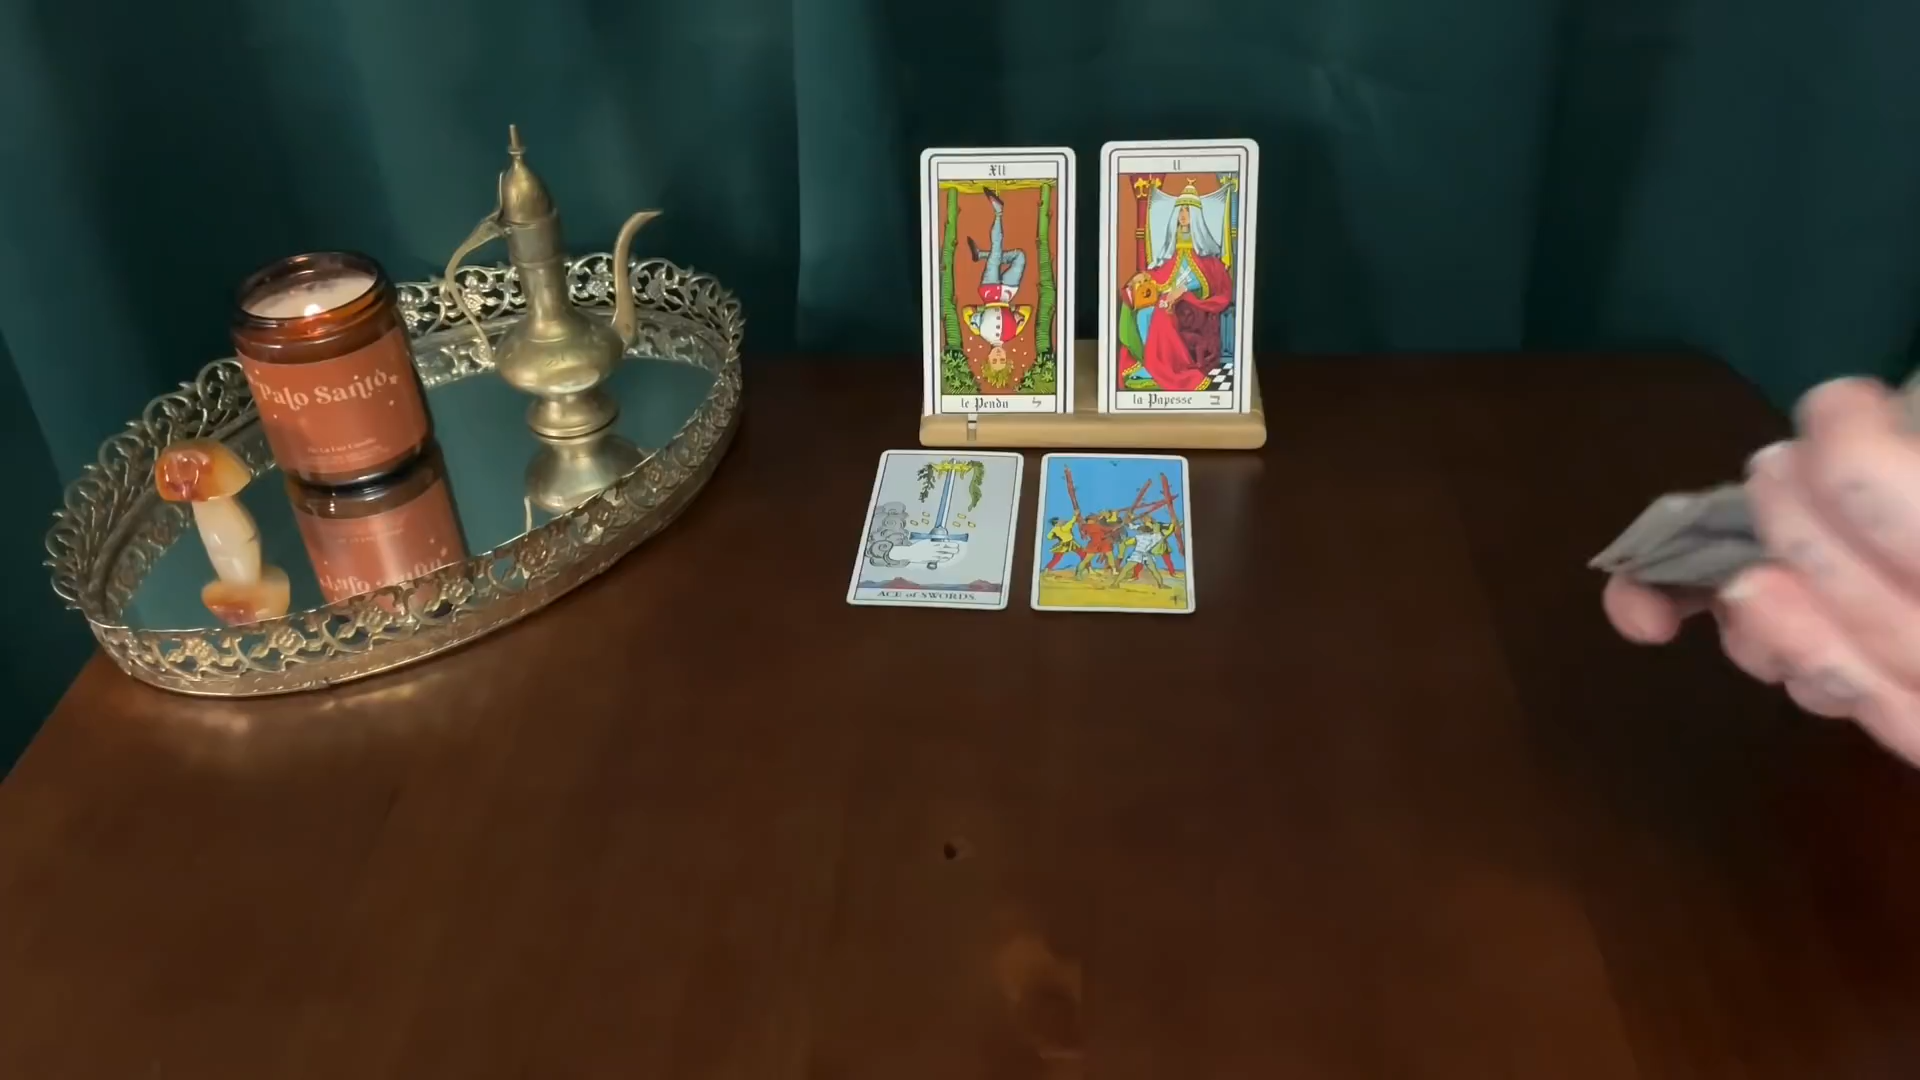 Palo Santo
XII
le Pendu ל
II
la Papesse ב
ACE of SWORDS.